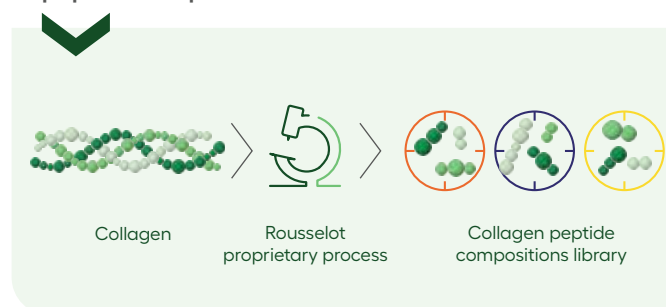 Collagen
Rousselot
proprietary process
Collagen peptide
compositions library